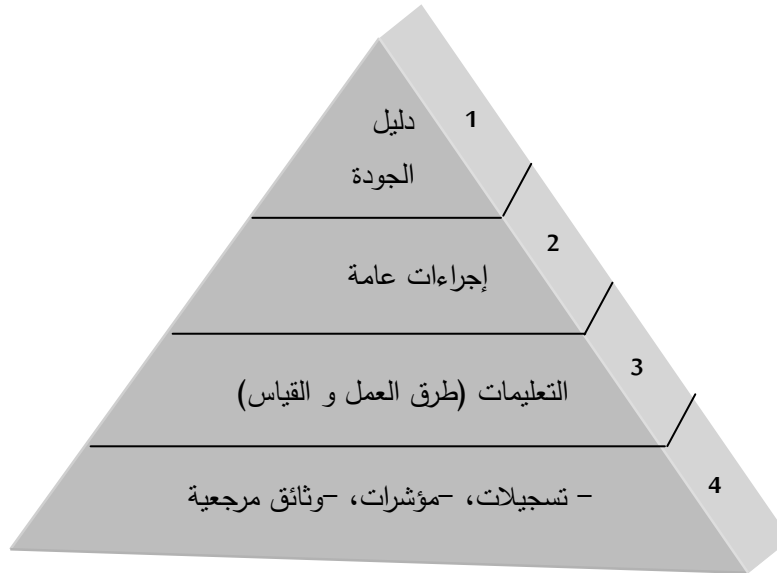 دليل
الجودة
1
إجراءات عامة
2
التعليمات (طرق العمل و القياس)
3
– تسجيلات، –مؤشرات، –وثائق مرجعية
4